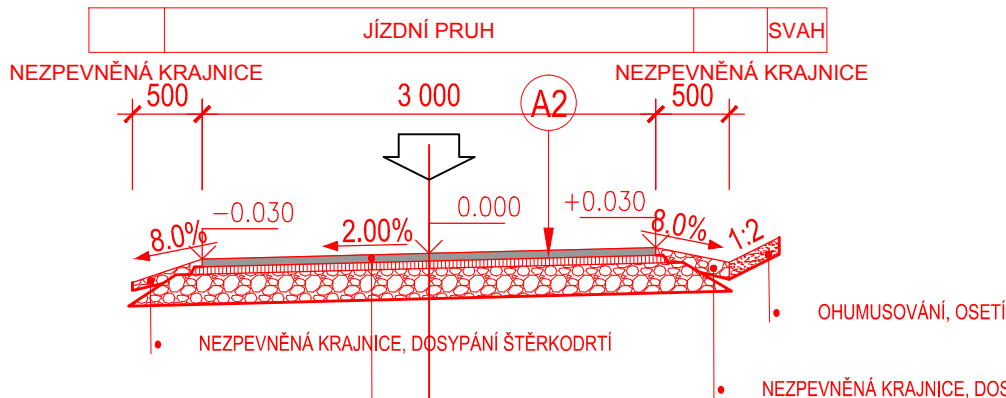 JÍZDNÍ PRUH SVAH
NEZPEVNĚNÁ KRAJNICE NEZPEVNĚNÁ KRAJNICE
500 3 000 A2 500
-0.030 0.000 +0.030
8.0% 2.00% 8.0% 1:2
OHUMUSOVÁNÍ, OSETÍ
NEZPEVNĚNÁ KRAJNICE, DOSYPÁNÍ ŠTĚRKODRTÍ
NEZPEVNĚNÁ KRAJNICE, DOS